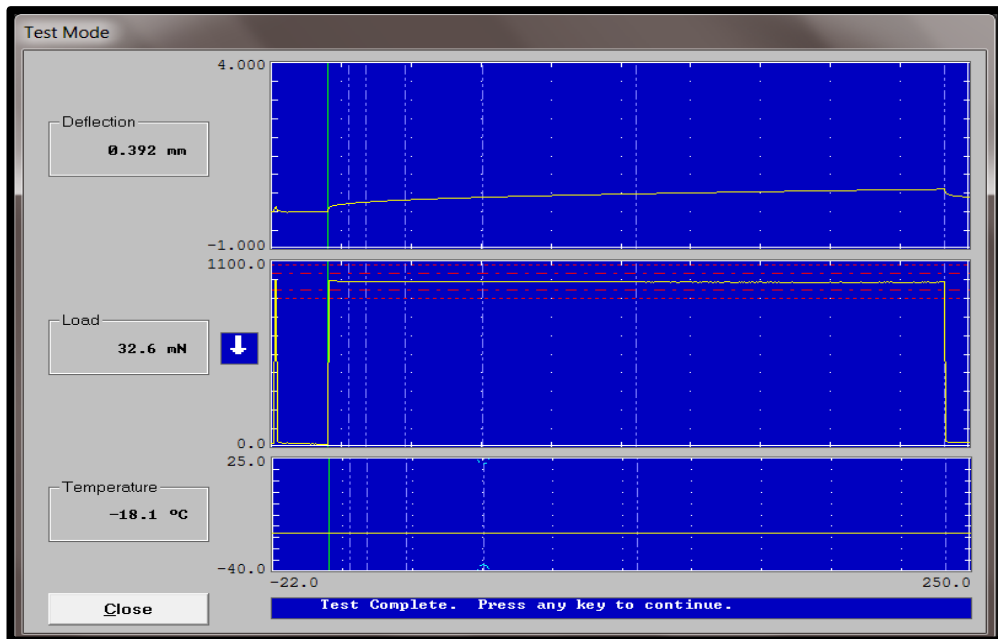 Test Mode
4.000
Deflection
0.392 mm
-1.000
1100.0
Load
32.6 mN
0.0
25.0
Temperature
-18.1 ºC
-40.0
-22.0
250.0
Close
Test Complete. Press any key to continue.